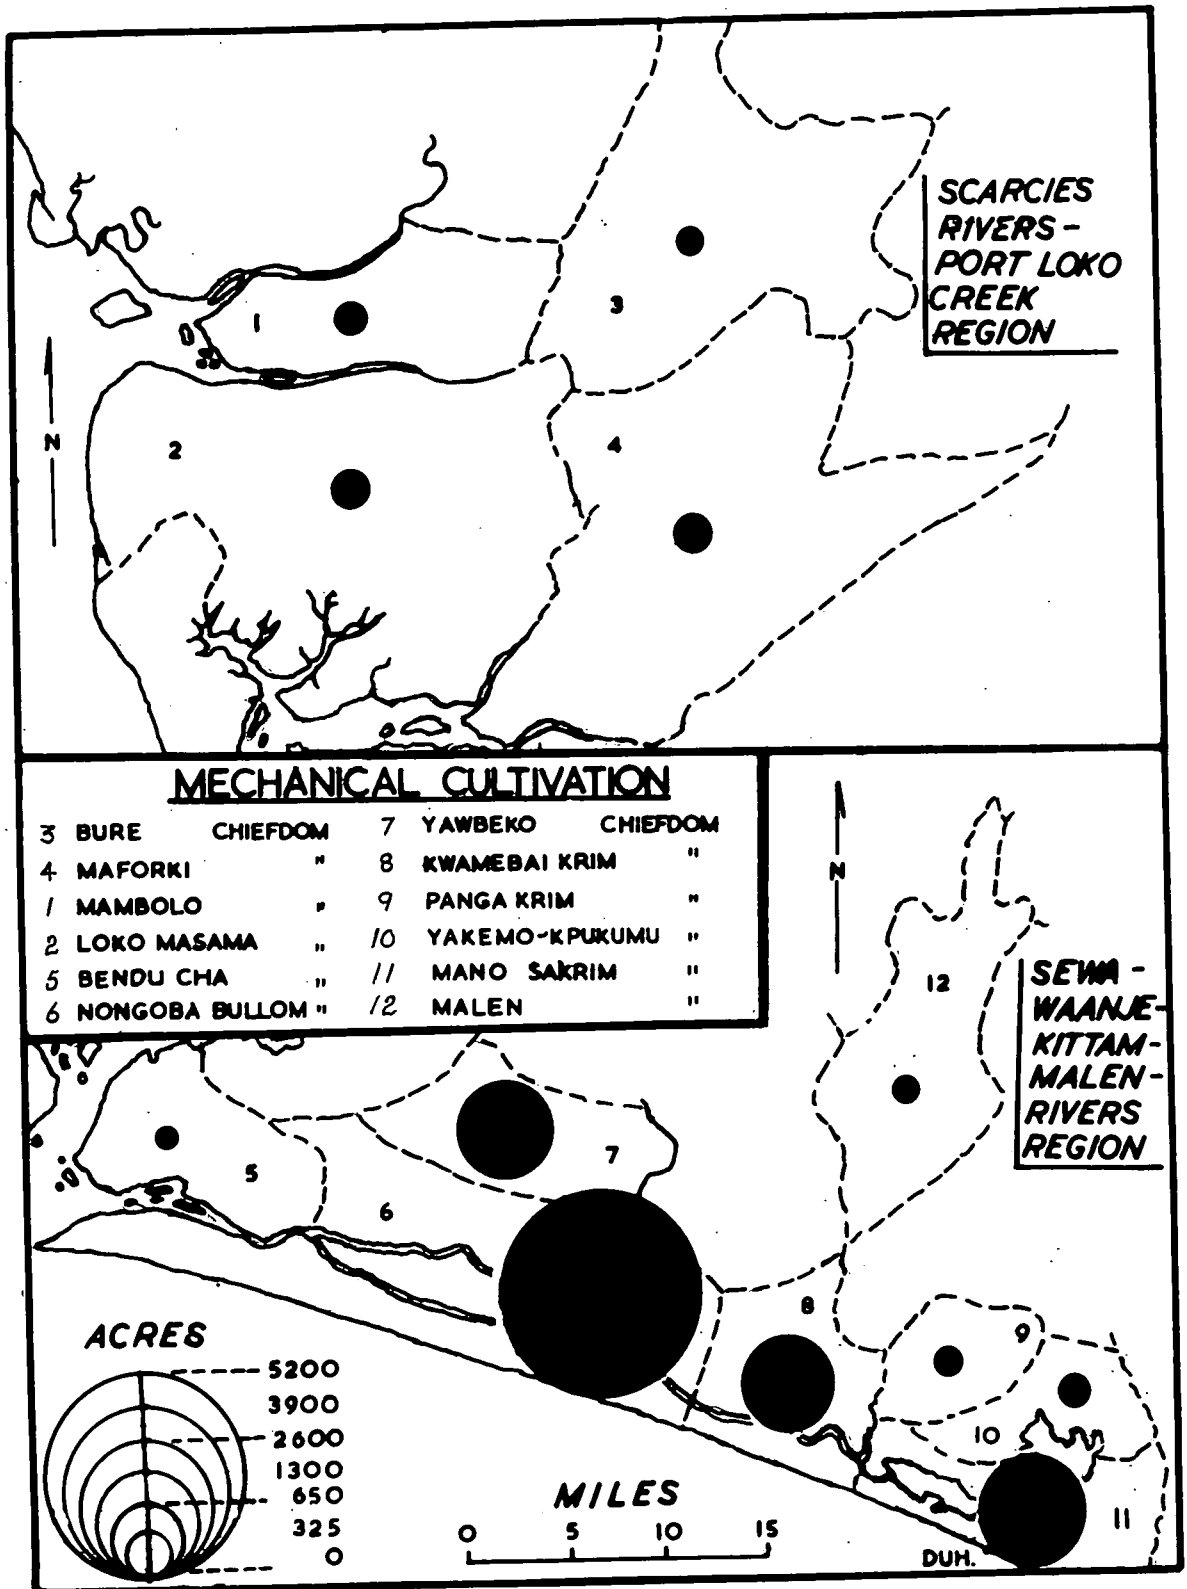 SCARCIES
RIVERS -
PORT LOKO
CREEK
REGION
1
2
3
4
N
MECHANICAL CULTIVATION
3 BURE CHIEFDOM
4 MAFORKI "
1 MAMBOLO "
2 LOKO MASAMA "
5 BENDU CHA "
6 NONGOBA BULLOM "
7 YAWBEKO CHIEFDOM
8 KWAMEBAI KRIM "
9 PANGA KRIM "
10 YAKEMO-KPUKUMU "
11 MANO SAKRIM "
12 MALEN "
N
SEWA -
WAANJE-
KITTAM-
MALEN-
RIVERS
REGION
12
5
6
7
8
9
10
11
ACRES
5200
3900
2600
1300
650
325
0
MILES
0 5 10 15
DUH.